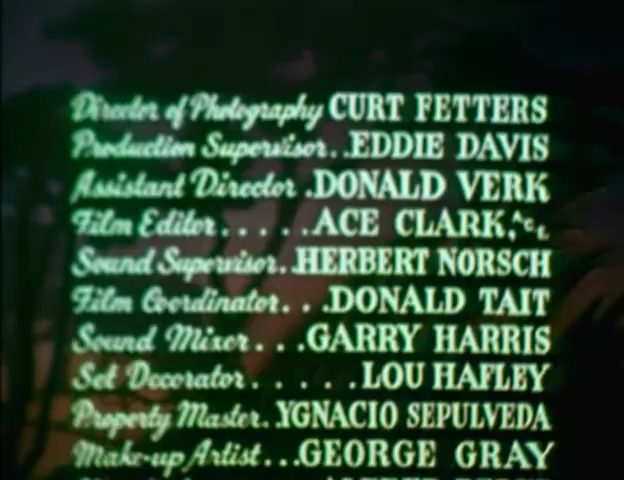 Director of Photography CURT FETTERS
Production Supervisor..EDDIE DAVIS
Assistant Director .DONALD VERK
Film Editor.....ACE CLARK, A.C.E.
Sound Supervisor..HERBERT NORSCH
Film Coordinator...DONALD TAIT
Sound Mixer...GARRY HARRIS
Set Decorator.....LOU HAFLEY
Property Master..YGNACIO SEPULVEDA
Make-up Artist...GEORGE GRAY